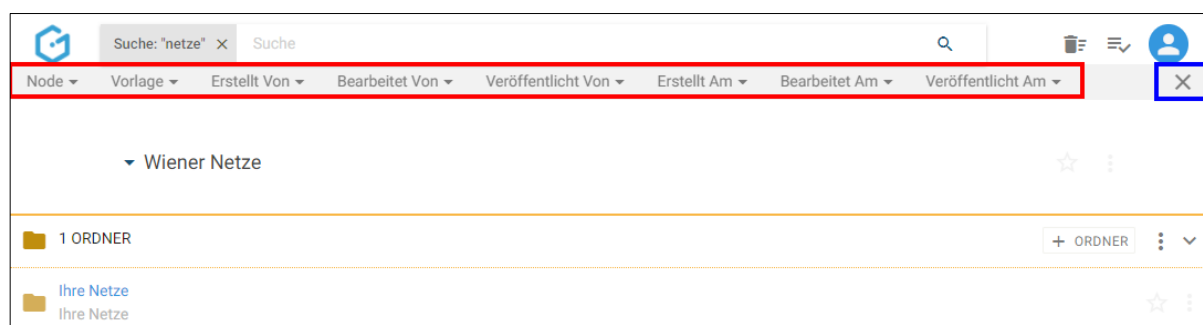 Suche: "netze" × Suche
Node Vorlage Erstellt Von Bearbeitet Von Veröffentlicht Von Erstellt Am Bearbeitet Am Veröffentlicht Am
Wiener Netze
1 ORDNER + ORDNER
Ihre Netze
Ihre Netze